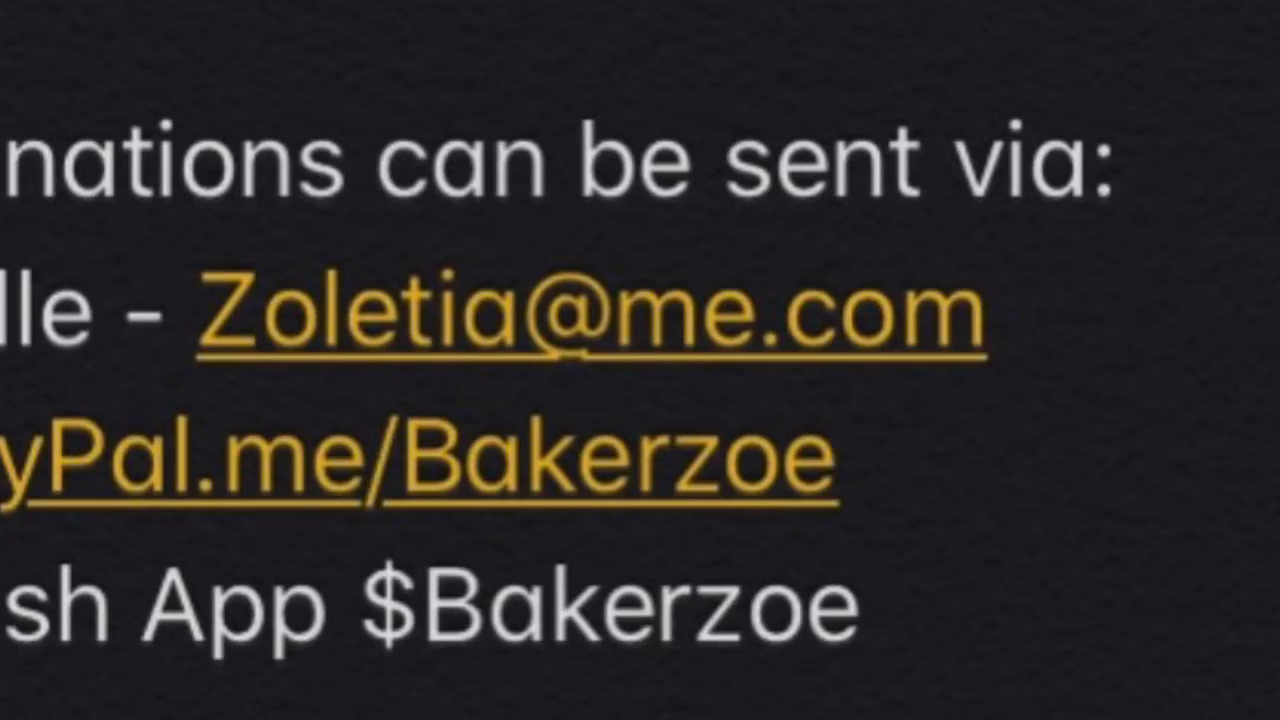 nations can be sent via:
lle - Zoletia@me.com
yPal.me/Bakerzoe
sh App $Bakerzoe